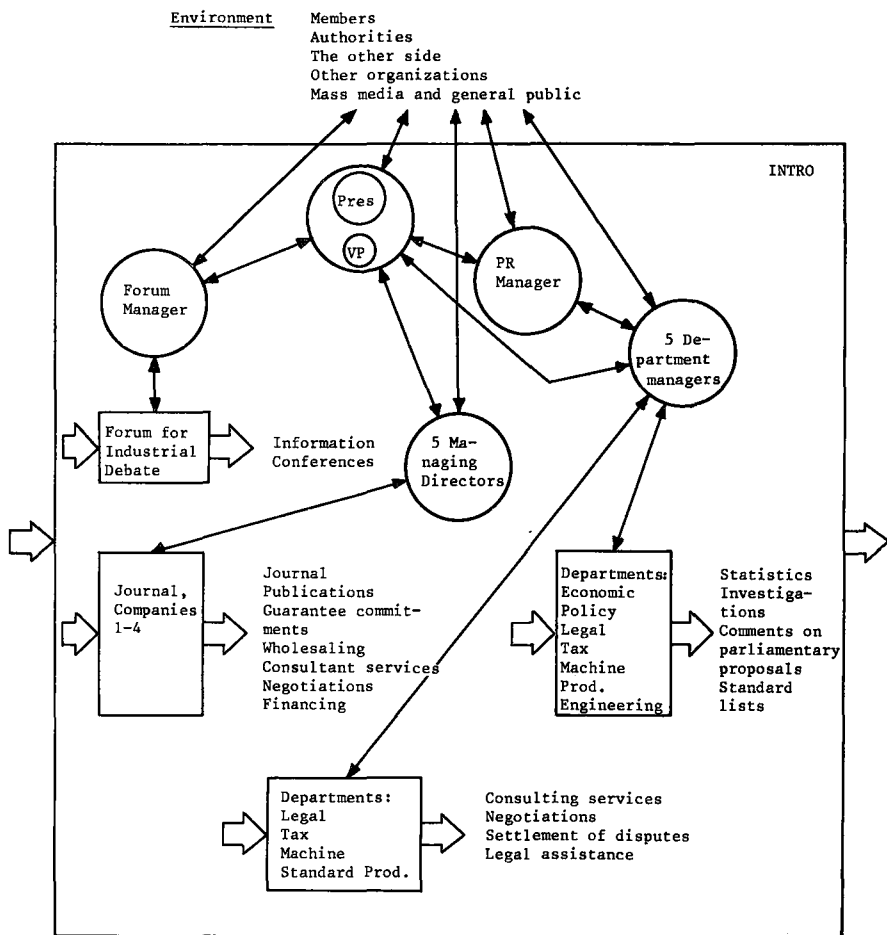 Environment Members
Authorities
The other side
Other organizations
Mass media and general public
INTRO
Pres
VP
PR
Manager
Forum
Manager
5 De-
partment
managers
Forum for
Industrial
Debate
Information
Conferences
5 Ma-
naging
Directors
Journal,
Companies
1-4
Journal
Publications
Guarantee commit-
ments
Wholesaling
Consultant services
Negotiations
Financing
Departments:
Economic
Policy
Legal
Tax
Machine
Prod.
Engineering
Statistics
Investiga-
tions
Comments on
parliamentary
proposals
Standard
lists
Departments:
Legal
Tax
Machine
Standard Prod.
Consulting services
Negotiations
Settlement of disputes
Legal assistance